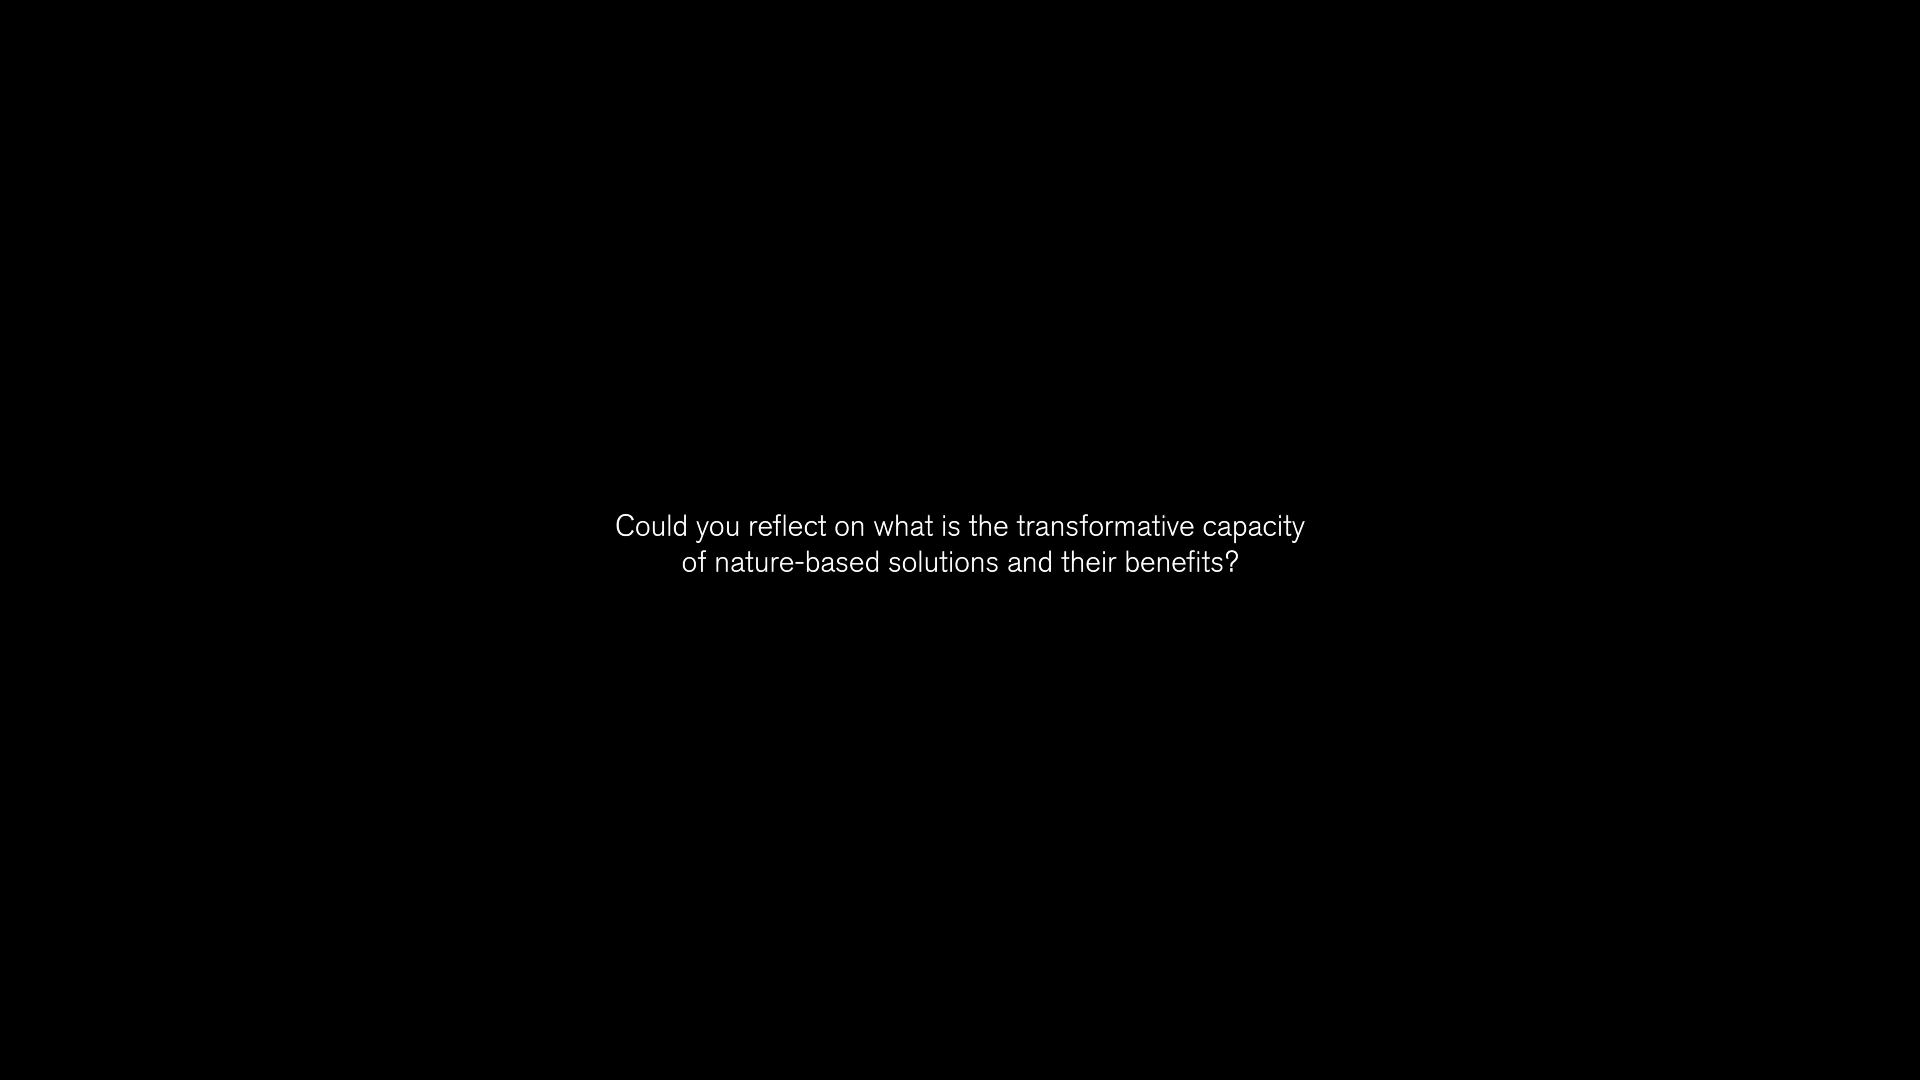 Could you reflect on what is the transformative capacity
of nature-based solutions and their benefits?